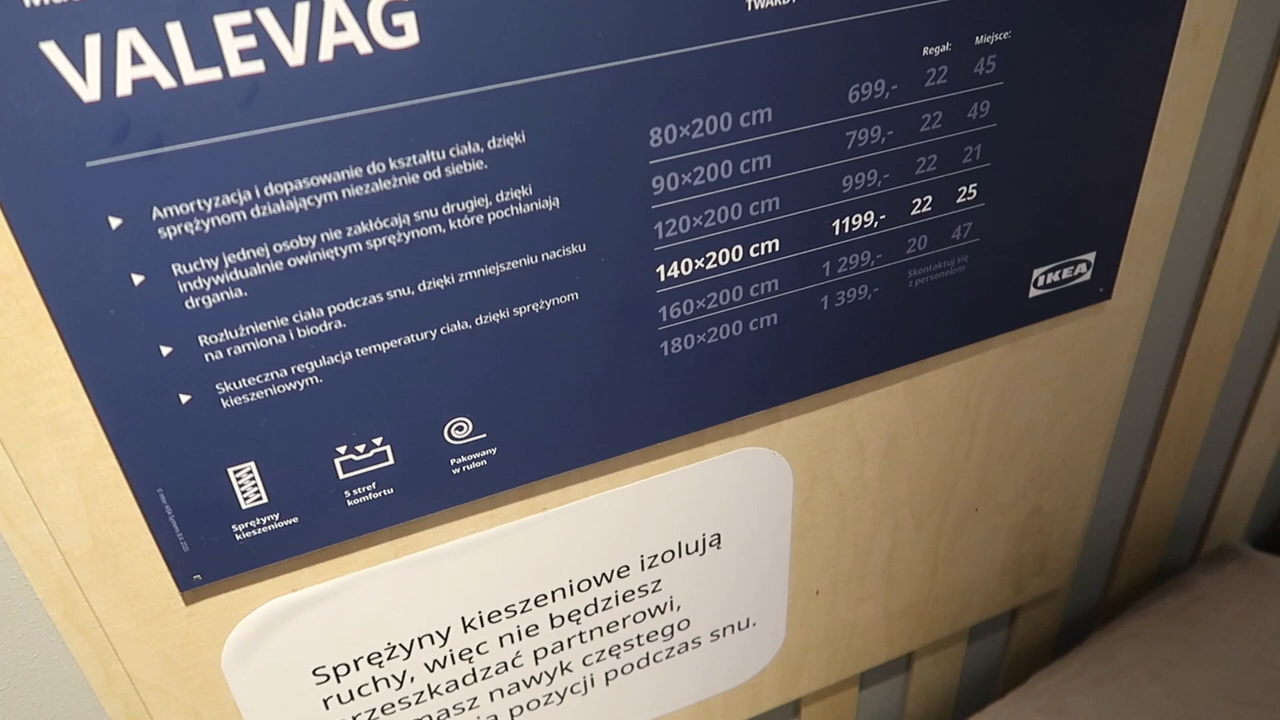 TWARDY
VALEVÅG
Regał: Miejsce:
80×200 cm 699,- 22 45
90×200 cm 799,- 22 49
120×200 cm 999,- 22 21
140×200 cm 1199,- 22 25
160×200 cm 1 299,- 20 47
180×200 cm 1 399,- Skontaktuj się
z personelem
IKEA
Amortyzacja i dopasowanie do kształtu ciała, dzięki
sprężynom działającym niezależnie od siebie.
Ruchy jednej osoby nie zakłócają snu drugiej, dzięki
indywidualnie owiniętym sprężynom, które pochłaniają
drgania.
Rozluźnienie ciała podczas snu, dzięki zmniejszeniu nacisku
na ramiona i biodra.
Skuteczna regulacja temperatury ciała, dzięki sprężynom
kieszeniowym.
Sprężyny
kieszeniowe
5 stref
komfortu
Pakowany
w rulon
Sprężyny kieszeniowe izolują
ruchy, więc nie będziesz
przeszkadzać partnerowi,
masz nawyk częstego
pozycji podczas snu.